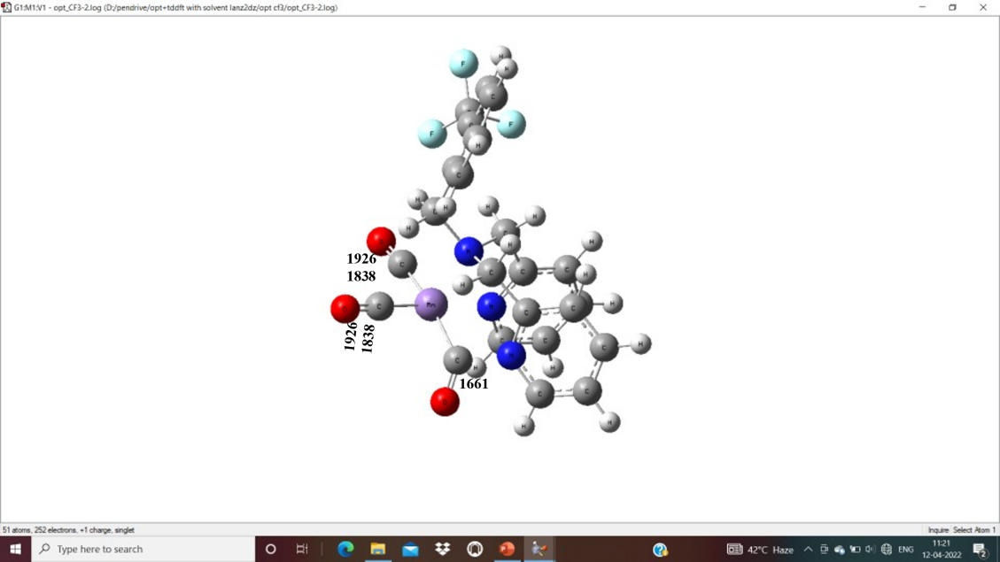 G1:M1:V1 - opt_CF3-2.log (D:/pendrive/opt+tddft with solvent lanz2dz/opt cf3/opt_CF3-2.log)
F
H
H
C
F
F
H
C
H
H
H
H
H
H
H
1926
1838
C
C
C
C
H
H
Mn
C
C
C
H
1926
1838
C
C
H
C
H
H
1661
C
C
H
H
51 atoms, 252 electrons, +1 charge, singlet
Inquire Select Atom 1
Type here to search
42°C Haze
ENG
11:21
12-04-2022
2